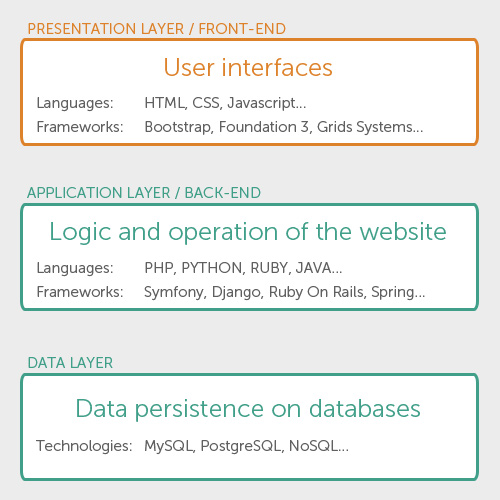 PRESENTATION LAYER / FRONT-END
User interfaces
Languages: HTML, CSS, Javascript...
Frameworks: Bootstrap, Foundation 3, Grids Systems...
APPLICATION LAYER / BACK-END
Logic and operation of the website
Languages: PHP, PYTHON, RUBY, JAVA...
Frameworks: Symfony, Django, Ruby On Rails, Spring...
DATA LAYER
Data persistence on databases
Technologies: MySQL, PostgreSQL, NoSQL...